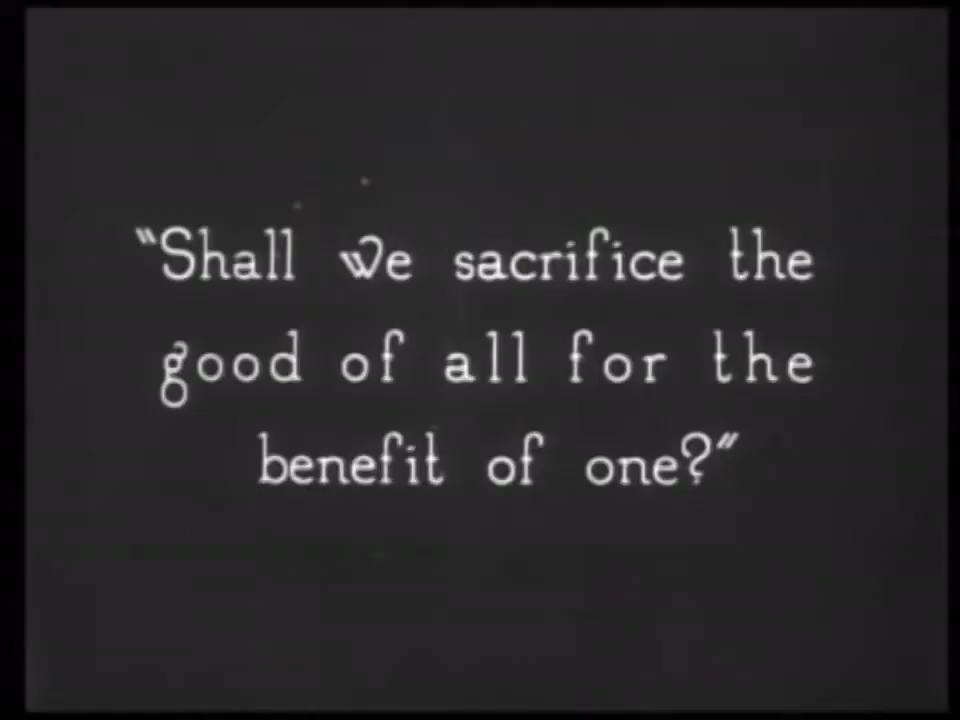 "Shall we sacrifice the
good of all for the
benefit of one?"